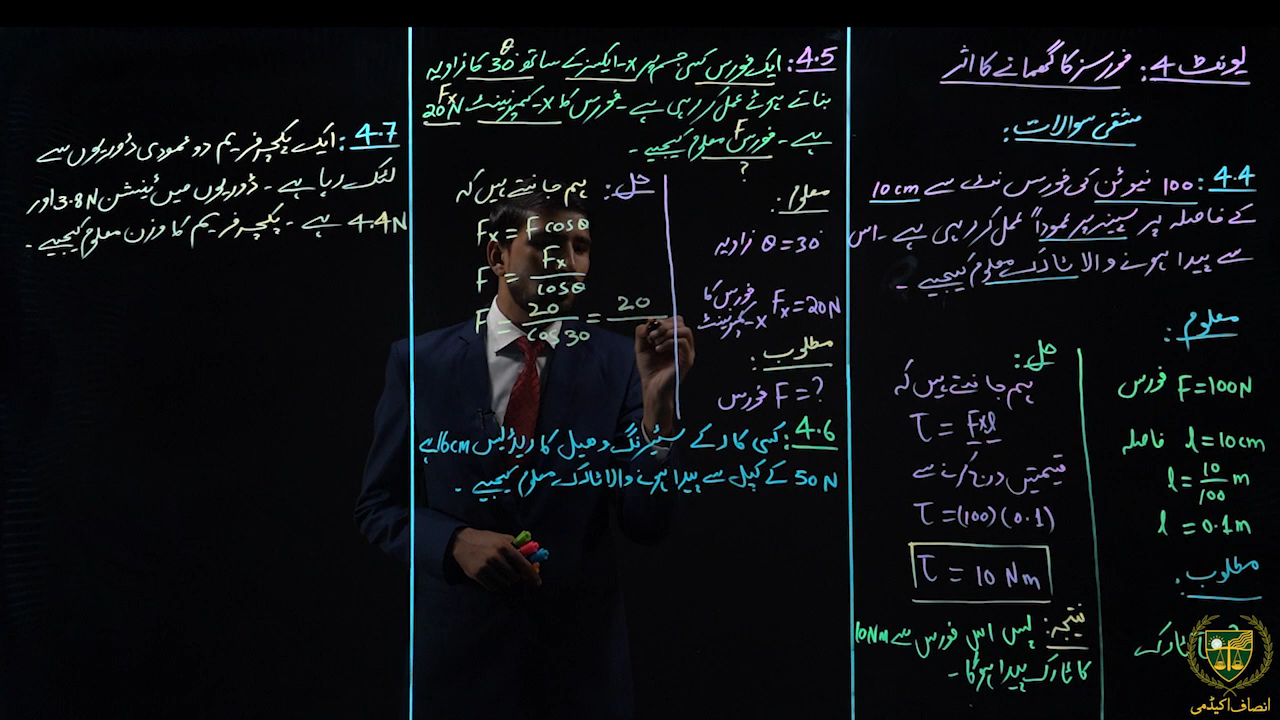 یونٹ 4: فورسز کا گھمانے کا اثر
مشقی سوالات:
4.4: 100 نیوٹن کی فورس نٹ سے 10cm
کے فاصلہ پر سپینر پر عموداً عمل کر رہی ہے۔ اس
سے پیدا ہونے والا ٹارک معلوم کیجیے۔
معلوم:
F=100N فورس
l=10cm فاصلہ
l=10/100 m
l=0.1m
مطلوب:
ٹارک
حل:
ہم جانتے ہیں کہ
τ = F×l
قیمتیں درج کرنے سے
τ=(100)(0.1)
τ = 10 Nm
نتیجہ: پس اس فورس سے 10Nm
کا ٹارک پیدا ہوگا۔
4.5: ایک فورس کسی جسم پر x-ایکسز کے ساتھ 30° کا زاویہ
θ
بناتے ہوئے عمل کر رہی ہے۔ فورس کا x-کمپونینٹ 20N
Fx
ہے۔ فورس معلوم کیجیے۔
F
?
معلوم:
θ=30° زاویہ
Fx=20N فورس کا
x-کمپونینٹ
مطلوب:
F=? فورس
حل: ہم جانتے ہیں کہ
Fx = F cosθ
F = Fx/cosθ
F = 20/cos30 = 20/
4.6: کسی کار کے سٹیرنگ وھیل کا ریڈیس 16cm ہے
50N کے کپل سے پیدا ہونے والا ٹارک معلوم کیجیے۔
4.7: ایک پکچر فریم دو عمودی ڈوریوں سے
لٹک رہا ہے۔ ڈوریوں میں ٹینشن 3.8N اور
4.4N ہے۔ پکچر فریم کا وزن معلوم کیجیے۔
انصاف اکیڈمی